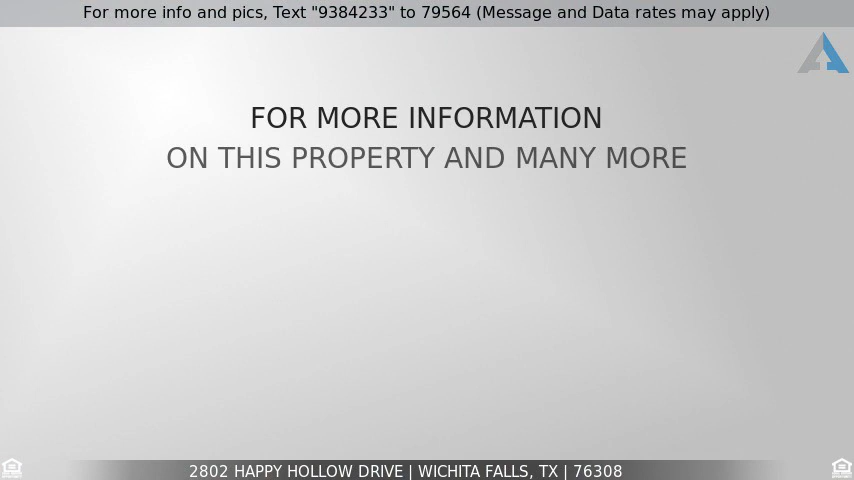 For more info and pics, Text "9384233" to 79564 (Message and Data rates may apply)
FOR MORE INFORMATION
ON THIS PROPERTY AND MANY MORE
2802 HAPPY HOLLOW DRIVE | WICHITA FALLS, TX | 76308